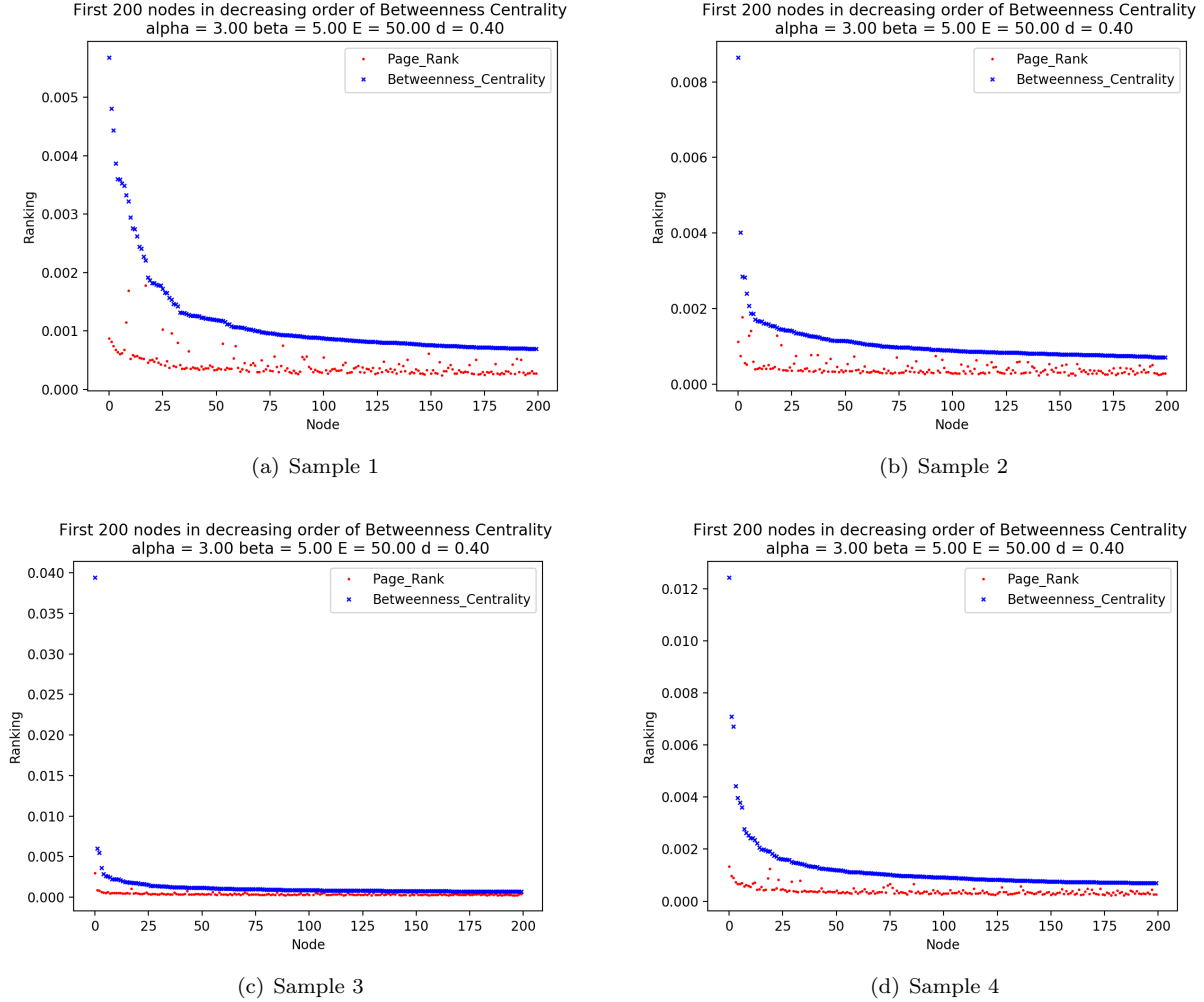 First 200 nodes in decreasing order of Betweenness Centrality
alpha = 3.00 beta = 5.00 E = 50.00 d = 0.40
Page_Rank
Betweenness_Centrality
Ranking
0.005
0.004
0.003
0.002
0.001
0.000
0 25 50 75 100 125 150 175 200
Node
(a) Sample 1
First 200 nodes in decreasing order of Betweenness Centrality
alpha = 3.00 beta = 5.00 E = 50.00 d = 0.40
Page_Rank
Betweenness_Centrality
Ranking
0.008
0.006
0.004
0.002
0.000
0 25 50 75 100 125 150 175 200
Node
(b) Sample 2
First 200 nodes in decreasing order of Betweenness Centrality
alpha = 3.00 beta = 5.00 E = 50.00 d = 0.40
Page_Rank
Betweenness_Centrality
Ranking
0.040
0.035
0.030
0.025
0.020
0.015
0.010
0.005
0.000
0 25 50 75 100 125 150 175 200
Node
(c) Sample 3
First 200 nodes in decreasing order of Betweenness Centrality
alpha = 3.00 beta = 5.00 E = 50.00 d = 0.40
Page_Rank
Betweenness_Centrality
Ranking
0.012
0.010
0.008
0.006
0.004
0.002
0.000
0 25 50 75 100 125 150 175 200
Node
(d) Sample 4